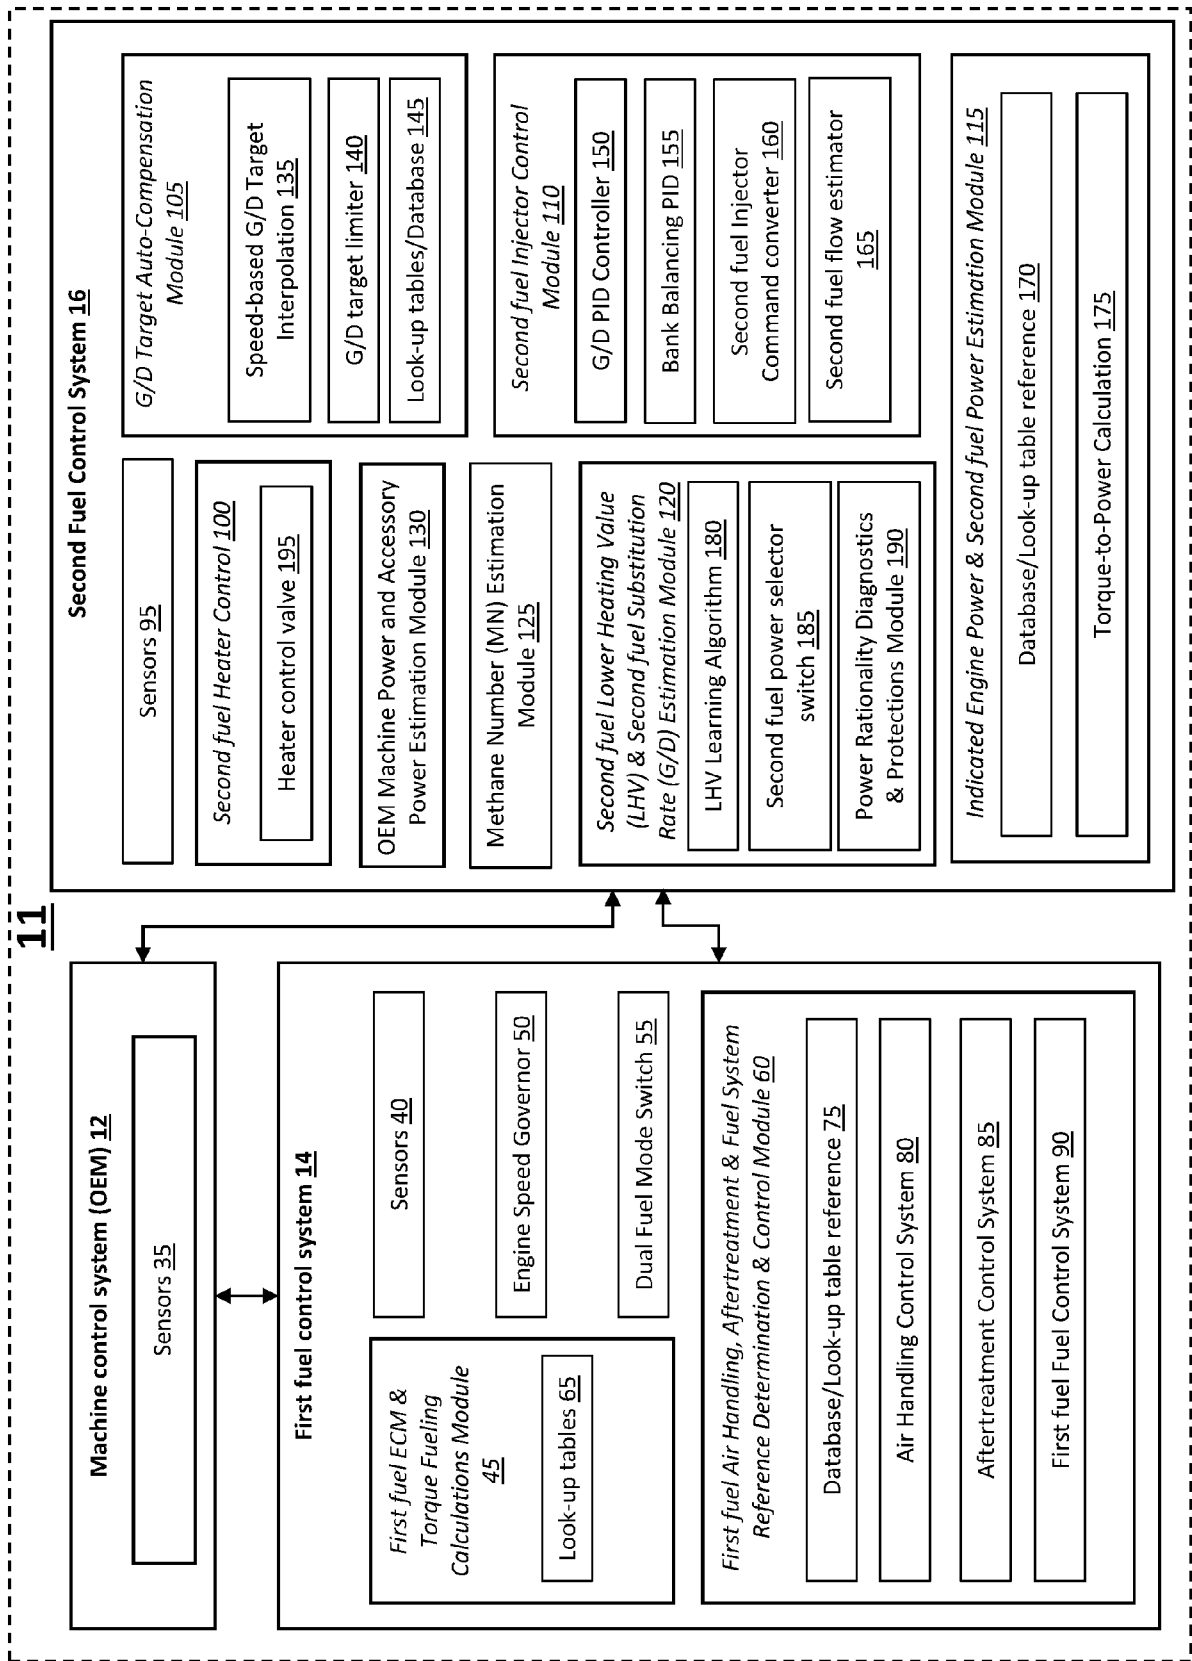 11
Machine control system (OEM) 12
Sensors 35
First fuel control system 14
First fuel ECM &
Torque Fueling
Calculations Module
45
Look-up tables 65
Sensors 40
Engine Speed Governor 50
Dual Fuel Mode Switch 55
First fuel Air Handling, Aftertreatment & Fuel System
Reference Determination & Control Module 60
Database/Look-up table reference 75
Air Handling Control System 80
Aftertreatment Control System 85
First fuel Fuel Control System 90
Second Fuel Control System 16
Sensors 95
Second fuel Heater Control 100
Heater control valve 195
OEM Machine Power and Accessory
Power Estimation Module 130
Methane Number (MN) Estimation
Module 125
Second fuel Lower Heating Value
(LHV) & Second fuel Substitution
Rate (G/D) Estimation Module 120
LHV Learning Algorithm 180
Second fuel power selector
switch 185
Power Rationality Diagnostics
& Protections Module 190
G/D Target Auto-Compensation
Module 105
Speed-based G/D Target
Interpolation 135
G/D target limiter 140
Look-up tables/Database 145
Second fuel Injector Control
Module 110
G/D PID Controller 150
Bank Balancing PID 155
Second fuel Injector
Command converter 160
Second fuel flow estimator
165
Indicated Engine Power & Second fuel Power Estimation Module 115
Database/Look-up table reference 170
Torque-to-Power Calculation 175